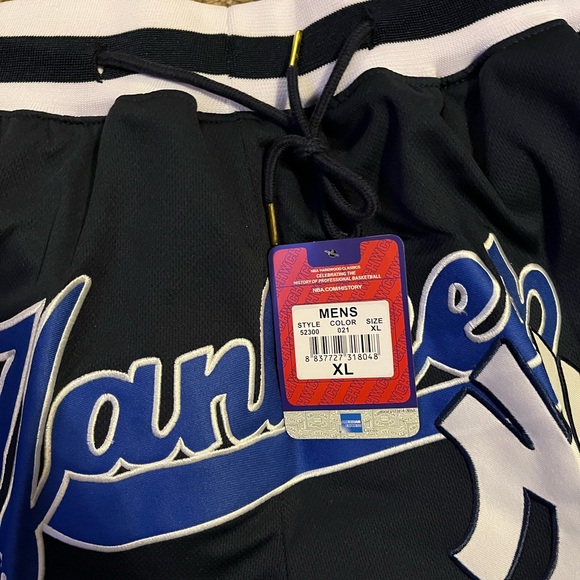 NBA HARDWOOD CLASSICS
CELEBRATING THE
HISTORY OF PROFESSIONAL BASKETBALL
NBA.COM/HISTORY
MENS
STYLE COLOR SIZE
52300 021 XL
8 837727 318048
XL
Yankees